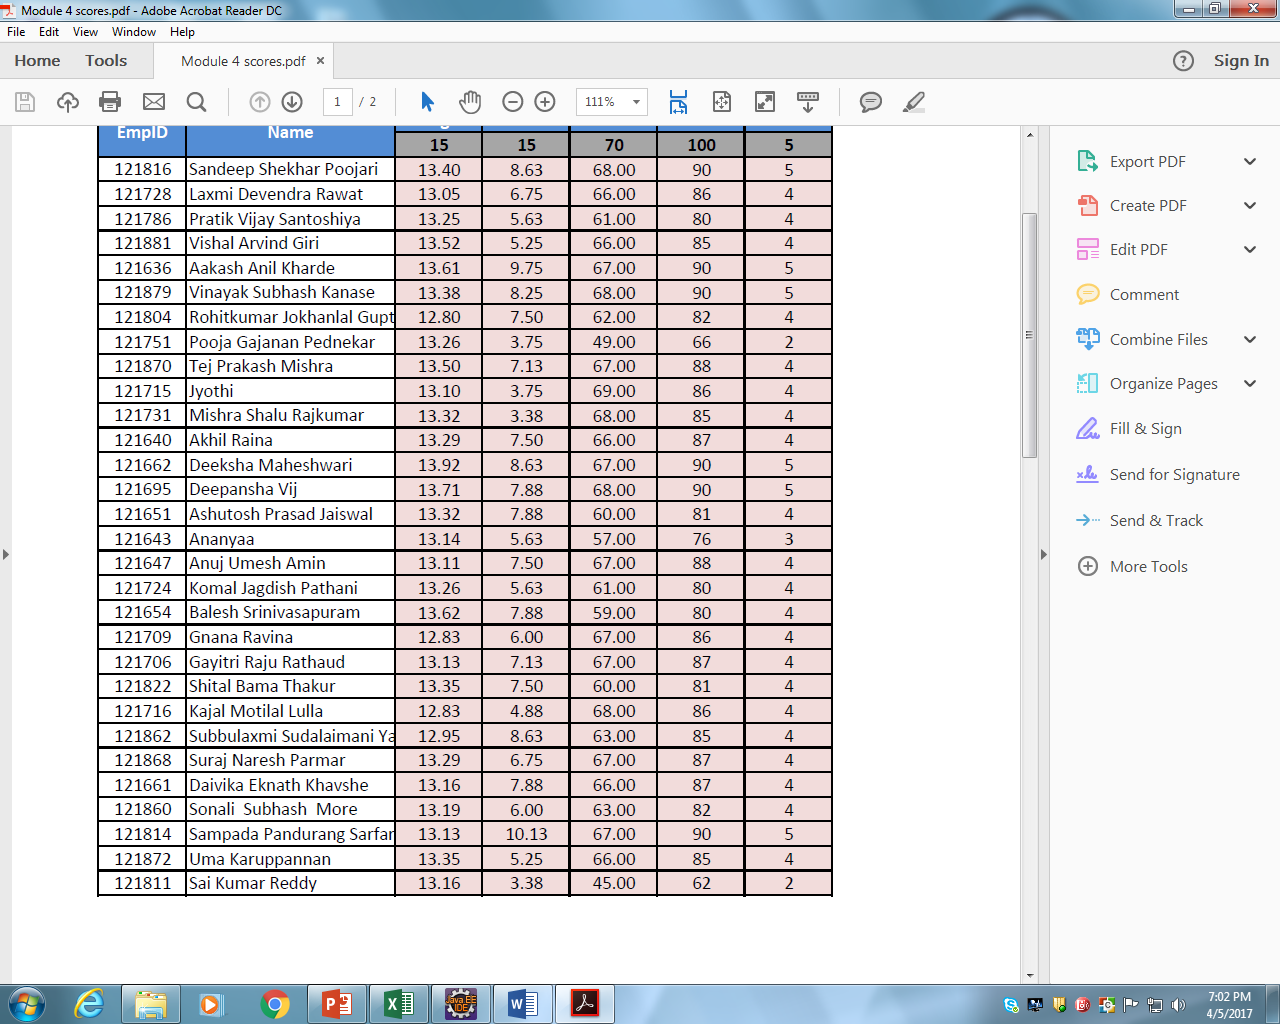 Module 4 scores.pdf - Adobe Acrobat Reader DC
File Edit View Window Help
Home Tools Module 4 scores.pdf × ? Sign In
1 / 2 111%
EmpID Name
15 15 70 100 5
121816 Sandeep Shekhar Poojari 13.40 8.63 68.00 90 5
121728 Laxmi Devendra Rawat 13.05 6.75 66.00 86 4
121786 Pratik Vijay Santoshiya 13.25 5.63 61.00 80 4
121881 Vishal Arvind Giri 13.52 5.25 66.00 85 4
121636 Aakash Anil Kharde 13.61 9.75 67.00 90 5
121879 Vinayak Subhash Kanase 13.38 8.25 68.00 90 5
121804 Rohitkumar Jokhanlal Gupt 12.80 7.50 62.00 82 4
121751 Pooja Gajanan Pednekar 13.26 3.75 49.00 66 2
121870 Tej Prakash Mishra 13.50 7.13 67.00 88 4
121715 Jyothi 13.10 3.75 69.00 86 4
121731 Mishra Shalu Rajkumar 13.32 3.38 68.00 85 4
121640 Akhil Raina 13.29 7.50 66.00 87 4
121662 Deeksha Maheshwari 13.92 8.63 67.00 90 5
121695 Deepansha Vij 13.71 7.88 68.00 90 5
121651 Ashutosh Prasad Jaiswal 13.32 7.88 60.00 81 4
121643 Ananyaa 13.14 5.63 57.00 76 3
121647 Anuj Umesh Amin 13.11 7.50 67.00 88 4
121724 Komal Jagdish Pathani 13.26 5.63 61.00 80 4
121654 Balesh Srinivasapuram 13.62 7.88 59.00 80 4
121709 Gnana Ravina 12.83 6.00 67.00 86 4
121706 Gayitri Raju Rathaud 13.13 7.13 67.00 87 4
121822 Shital Bama Thakur 13.35 7.50 60.00 81 4
121716 Kajal Motilal Lulla 12.83 4.88 68.00 86 4
121862 Subbulaxmi Sudalaimani Ya 12.95 8.63 63.00 85 4
121868 Suraj Naresh Parmar 13.29 6.75 67.00 87 4
121661 Daivika Eknath Khavshe 13.16 7.88 66.00 87 4
121860 Sonali Subhash More 13.19 6.00 63.00 82 4
121814 Sampada Pandurang Sarfar 13.13 10.13 67.00 90 5
121872 Uma Karuppannan 13.35 5.25 66.00 85 4
121811 Sai Kumar Reddy 13.16 3.38 45.00 62 2
Export PDF
Create PDF
Edit PDF
Comment
Combine Files
Organize Pages
Fill & Sign
Send for Signature
Send & Track
More Tools
Java EE
IDE
7:02 PM
4/5/2017